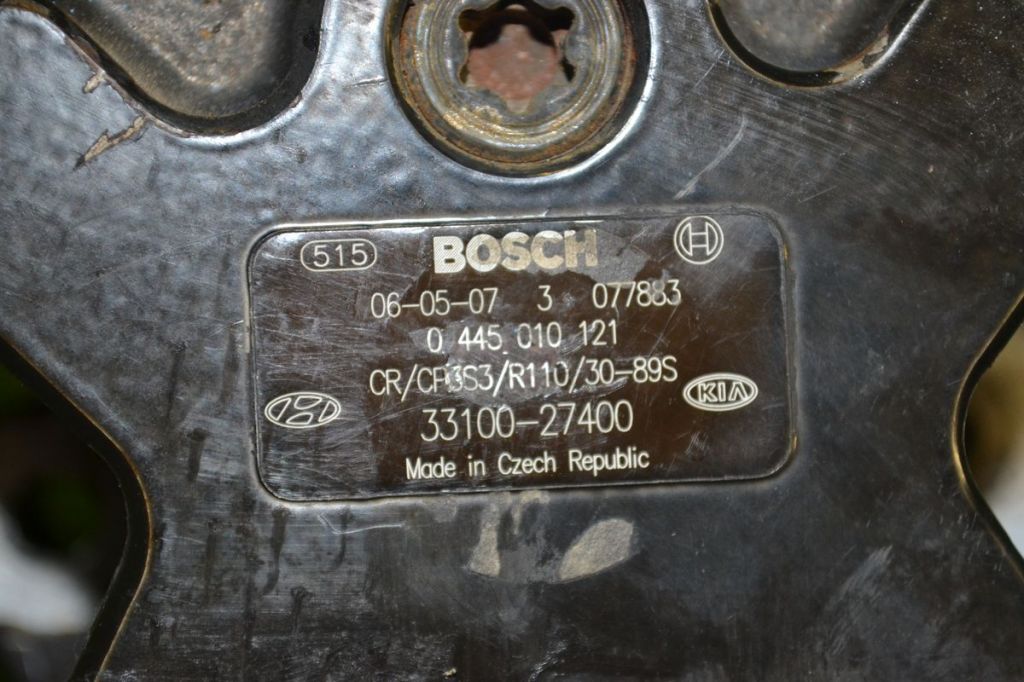 515 BOSCH
06-05-07 3 077883
0 445 010 121
CR/CP3S3/R110/30-89S
KIA
33100-27400
Made in Czech Republic